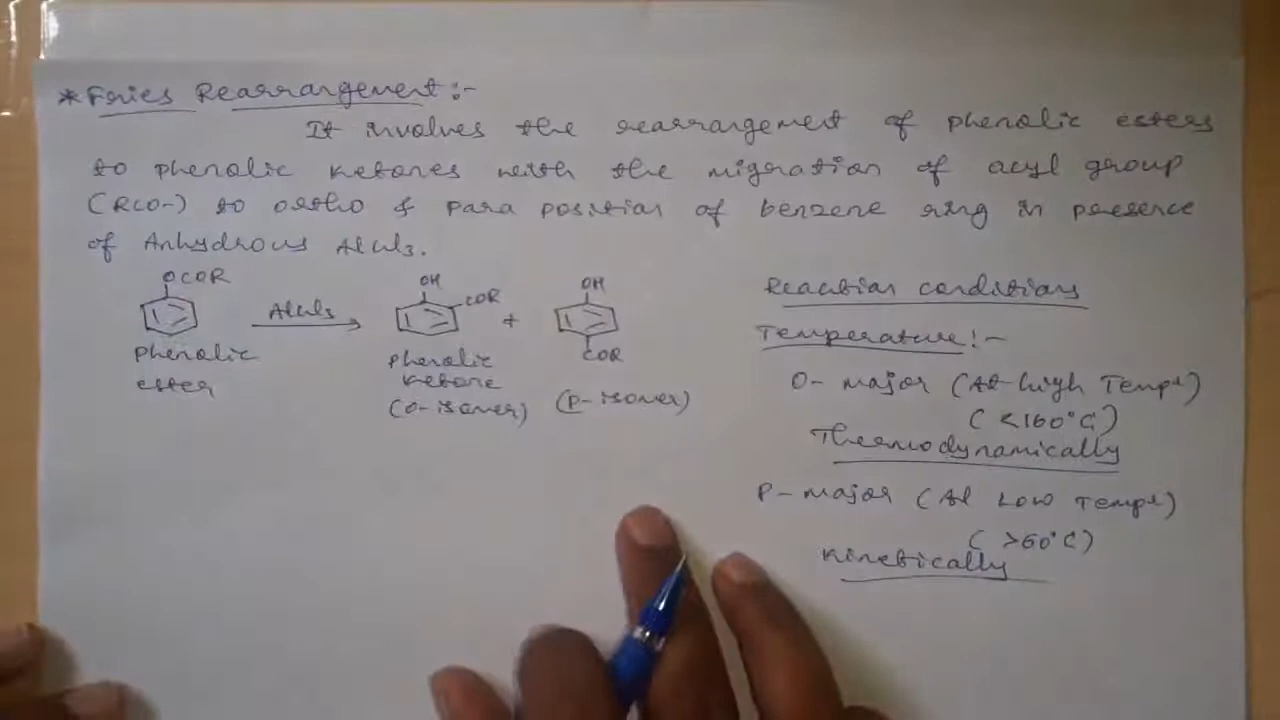 * Fries Rearrangement :-
It involves the rearrangement of phenolic esters
to phenolic ketones with the migration of acyl group
(RCO-) to ortho & para position of benzene ring in presence
of Anhydrous AlCl3.
OCOR
AlCl3
OH
COR
+
OH
COR
Phenolic
ester
phenolic
ketone
(o-isomer)
(p-isomer)
Reaction conditions
Temperature :-
O- major (At high Temp)
(<160°C)
Thermodynamically
P- major (At Low Temp)
(>60°C)
Kinetically